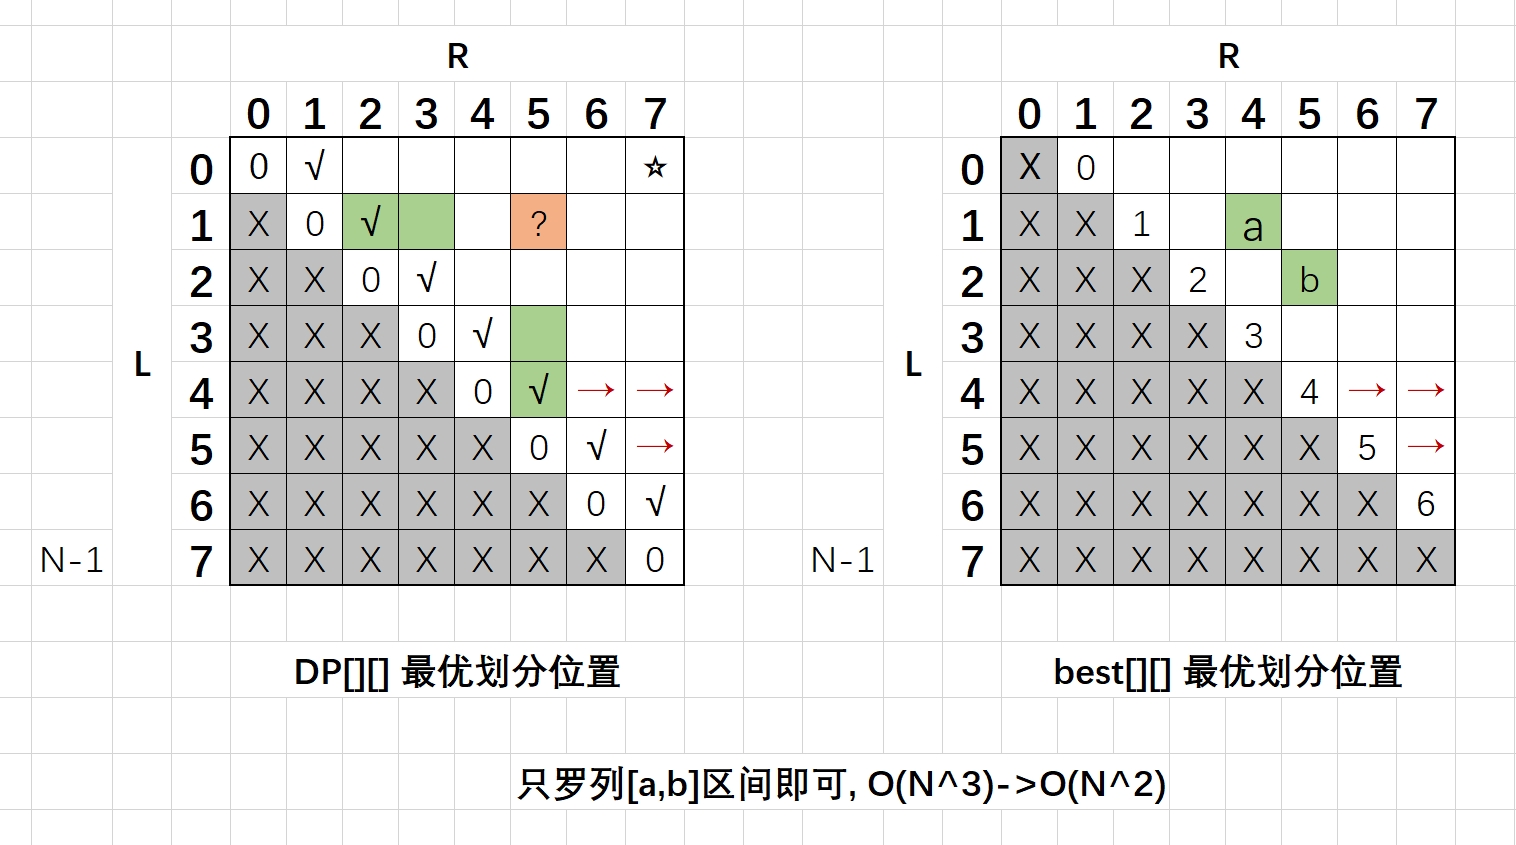 R R
0 1 2 3 4 5 6 7 0 1 2 3 4 5 6 7
0 0 √ ☆ 0 X 0
1 X 0 √ ? 1 X X 1 a
2 X X 0 √ 2 X X X 2 b
3 X X X 0 √ 3 X X X X 3
L L
4 X X X X 0 √ → → 4 X X X X X 4 → →
5 X X X X X 0 √ → 5 X X X X X X 5 →
6 X X X X X X 0 √ 6 X X X X X X X 6
N-1 7 X X X X X X X 0 N-1 7 X X X X X X X X
DP[][] 最优划分位置 best[][] 最优划分位置
只罗列[a,b]区间即可, O(N^3)->O(N^2)